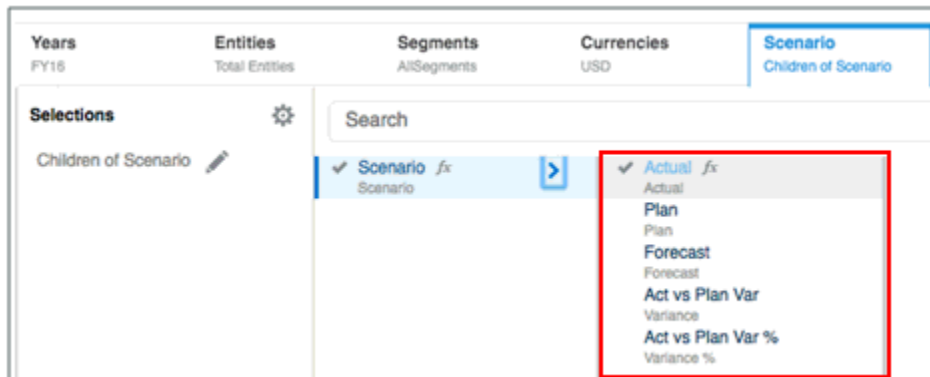 Years Entities Segments Currencies Scenario
FY16 Total Entities AllSegments USD Children of Scenario
Selections
Search
Children of Scenario
Scenario fx
Scenario
Actual fx
Actual
Plan
Plan
Forecast
Forecast
Act vs Plan Var
Variance
Act vs Plan Var %
Variance %